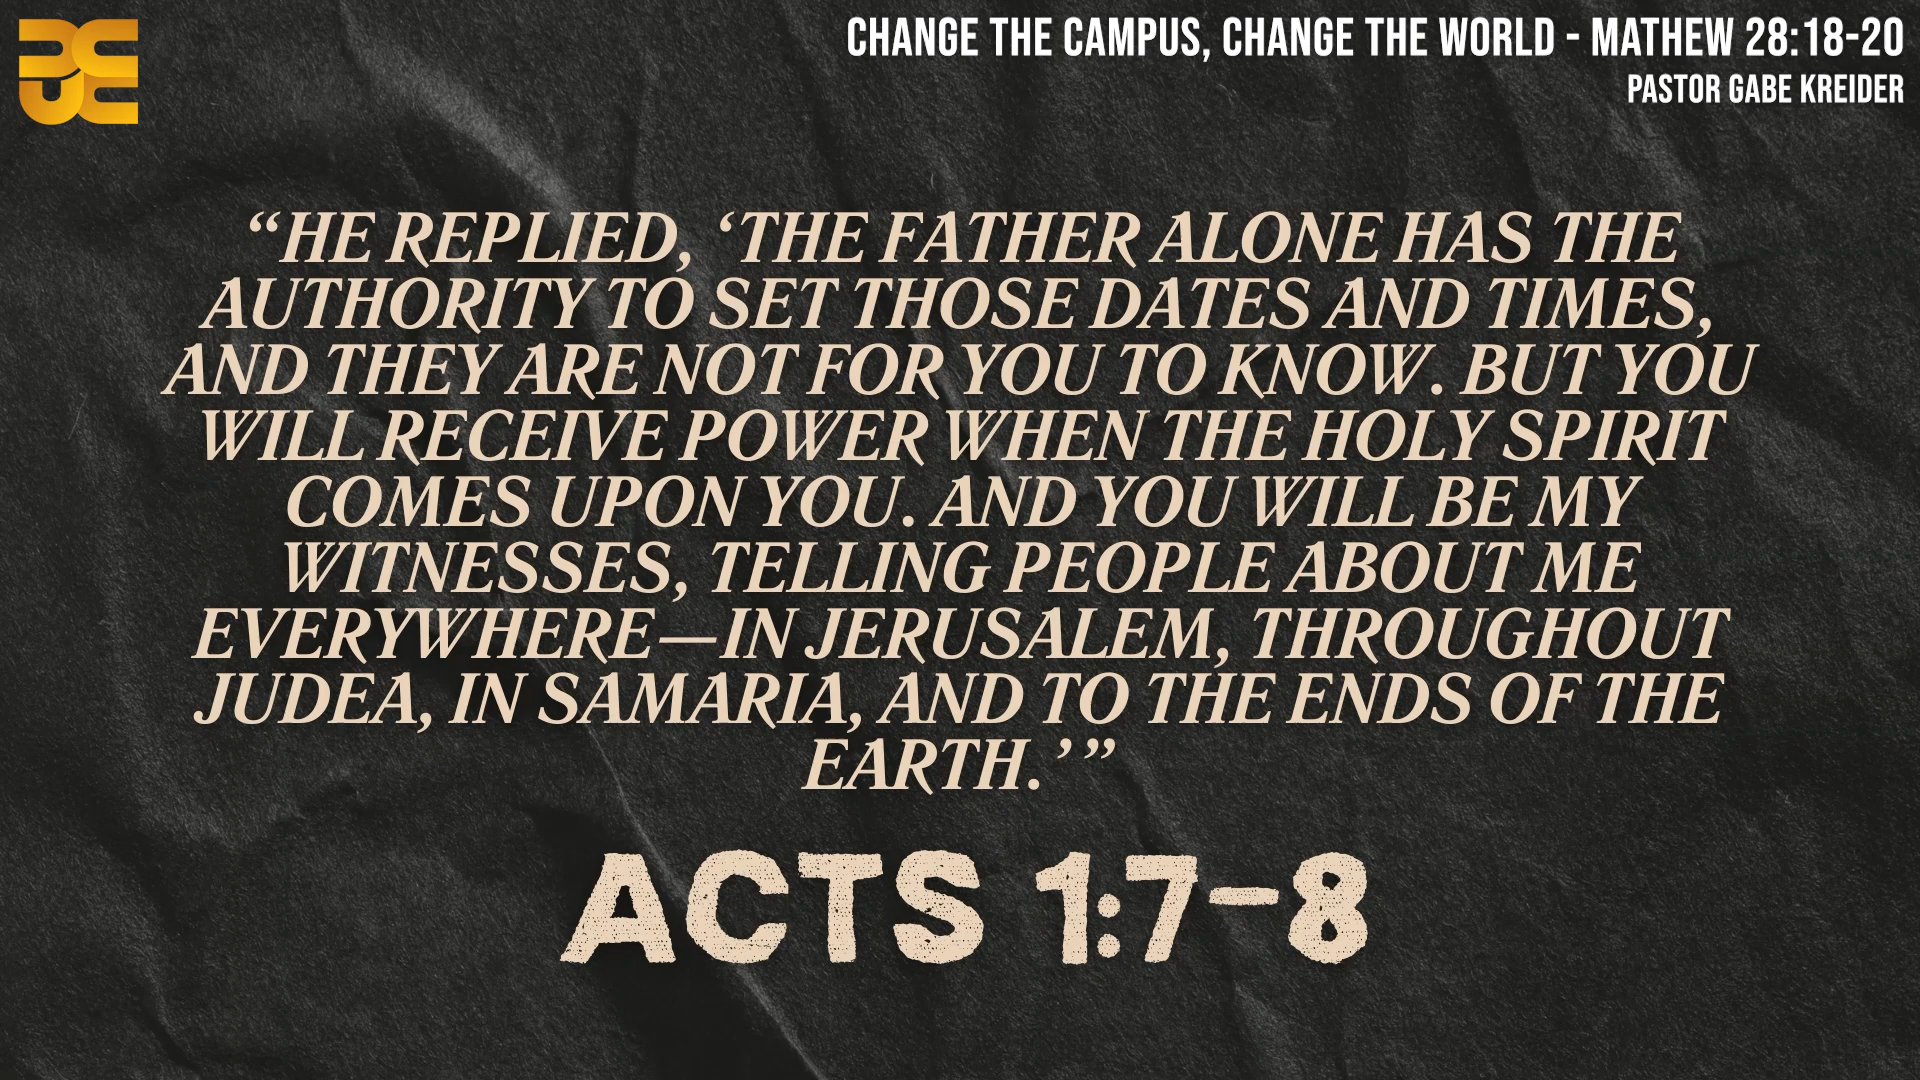 CHANGE THE CAMPUS, CHANGE THE WORLD - MATHEW 28:18-20
PASTOR GABE KREIDER
“HE REPLIED, ‘THE FATHER ALONE HAS THE
AUTHORITY TO SET THOSE DATES AND TIMES,
AND THEY ARE NOT FOR YOU TO KNOW. BUT YOU
WILL RECEIVE POWER WHEN THE HOLY SPIRIT
COMES UPON YOU. AND YOU WILL BE MY
WITNESSES, TELLING PEOPLE ABOUT ME
EVERYWHERE—IN JERUSALEM, THROUGHOUT
JUDEA, IN SAMARIA, AND TO THE ENDS OF THE
EARTH.’”
ACTS 1:7-8